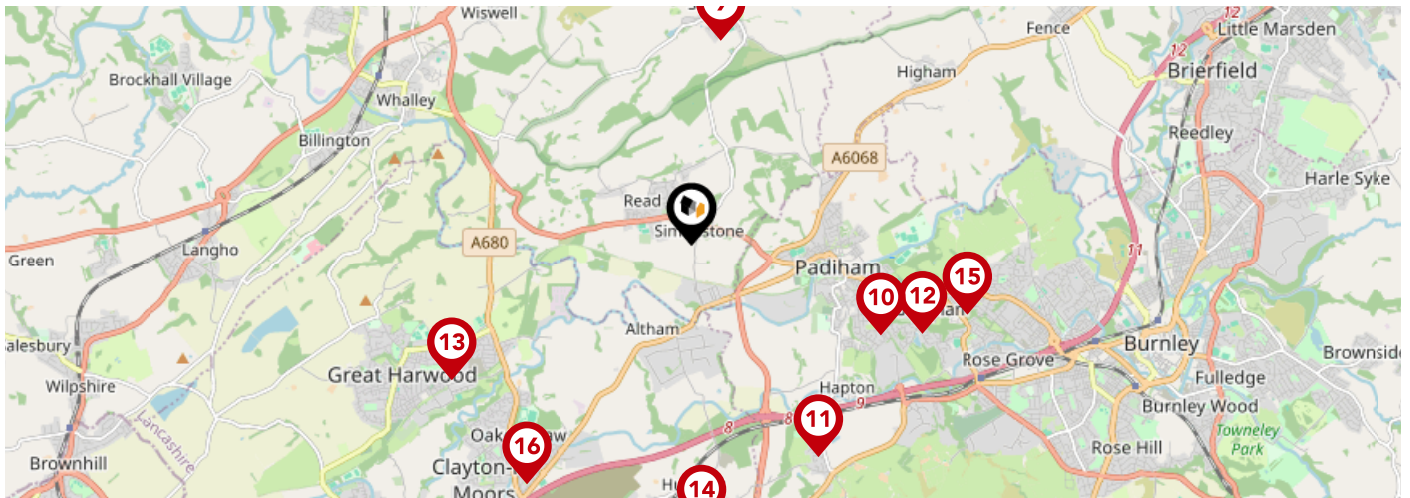 Wiswell
12
Little Marsden
Fence
Brockhall Village
Higham
12
Brierfield
Whalley
Billington
Reedley
A6068
Harle Syke
Read
11
A680
Langho
Green
Padiham
15
10
12
Altham
13
Burnley
Rose Grove
Brownside
Great Harwood
Wilpshire
Hapton
Fulledge
9
Burnley Wood
11
8
8
Lancashire
Towneley
Park
16
Rose Hill
Brownhill
Clayton-
Moors
14